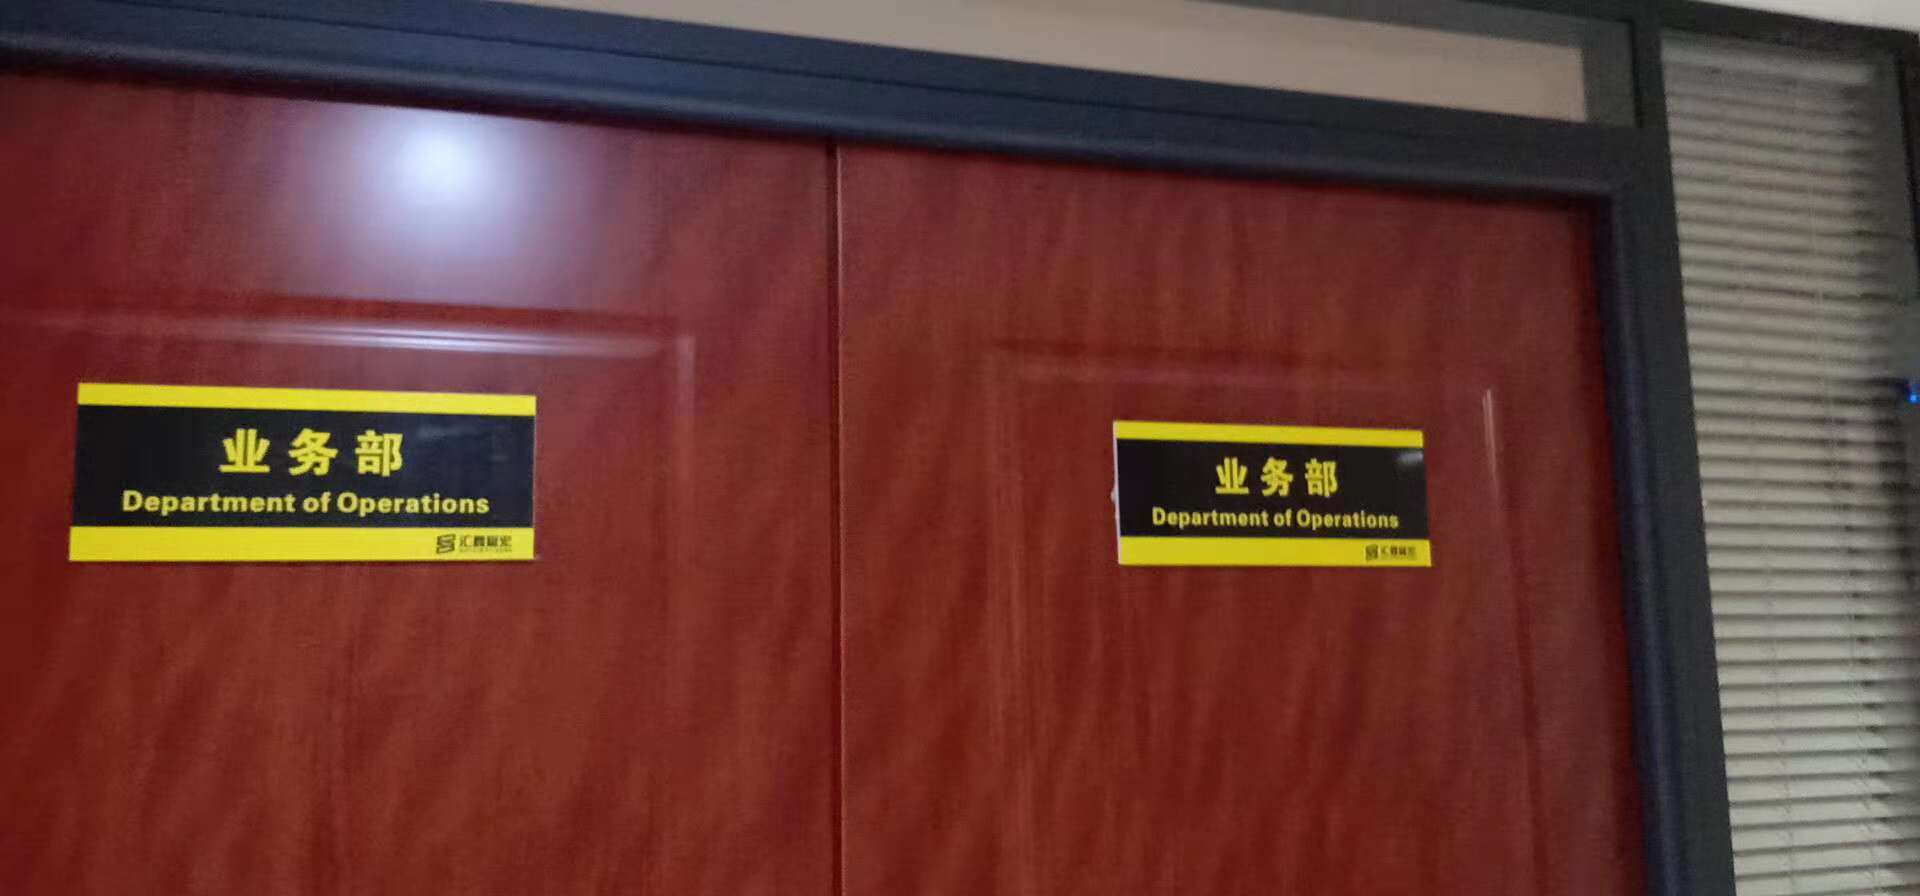 业务部
Department of Operations
业务部
Department of Operations